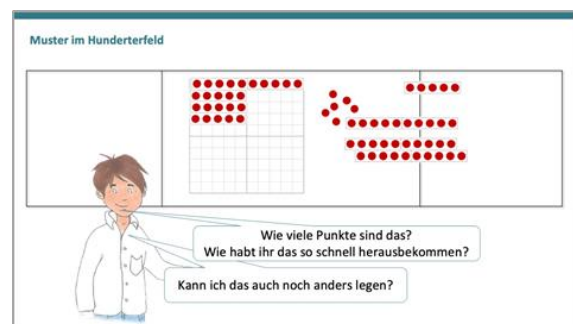 Muster im Hunderterfeld
Wie viele Punkte sind das?
Wie habt ihr das so schnell herausbekommen?
Kann ich das auch noch anders legen?